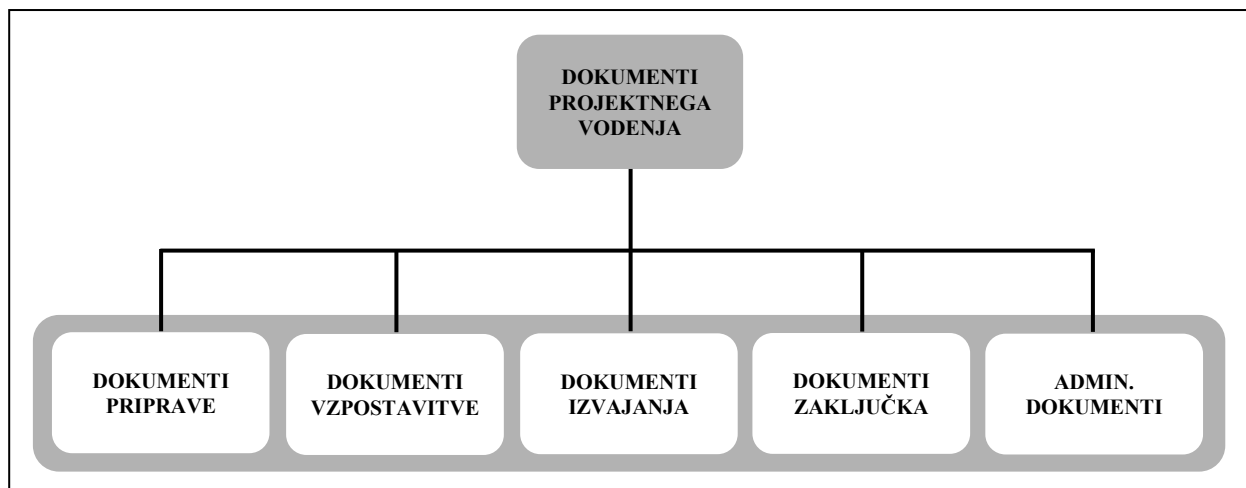 DOKUMENTI
PROJEKTNEGA
VODENJA
DOKUMENTI
PRIPRAVE
DOKUMENTI
VZPOSTAVITVE
DOKUMENTI
IZVAJANJA
DOKUMENTI
ZAKLJUČKA
ADMIN.
DOKUMENTI